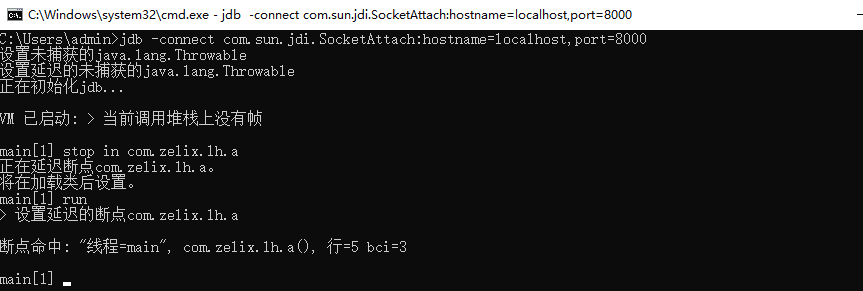 C:\Windows\system32\cmd.exe - jdb  -connect com.sun.jdi.SocketAttach:hostname=localhost,port=8000
C:\Users\admin>jdb -connect com.sun.jdi.SocketAttach:hostname=localhost,port=8000
设置未捕获的java.lang.Throwable
设置延迟的未捕获的java.lang.Throwable
正在初始化jdb...
VM 已启动: > 当前调用堆栈上没有帧
main[1] stop in com.zelix.lh.a
正在延迟断点com.zelix.lh.a。
将在加载类后设置。
main[1] run
> 设置延迟的断点com.zelix.lh.a
断点命中: "线程=main", com.zelix.lh.a(), 行=5 bci=3
main[1]